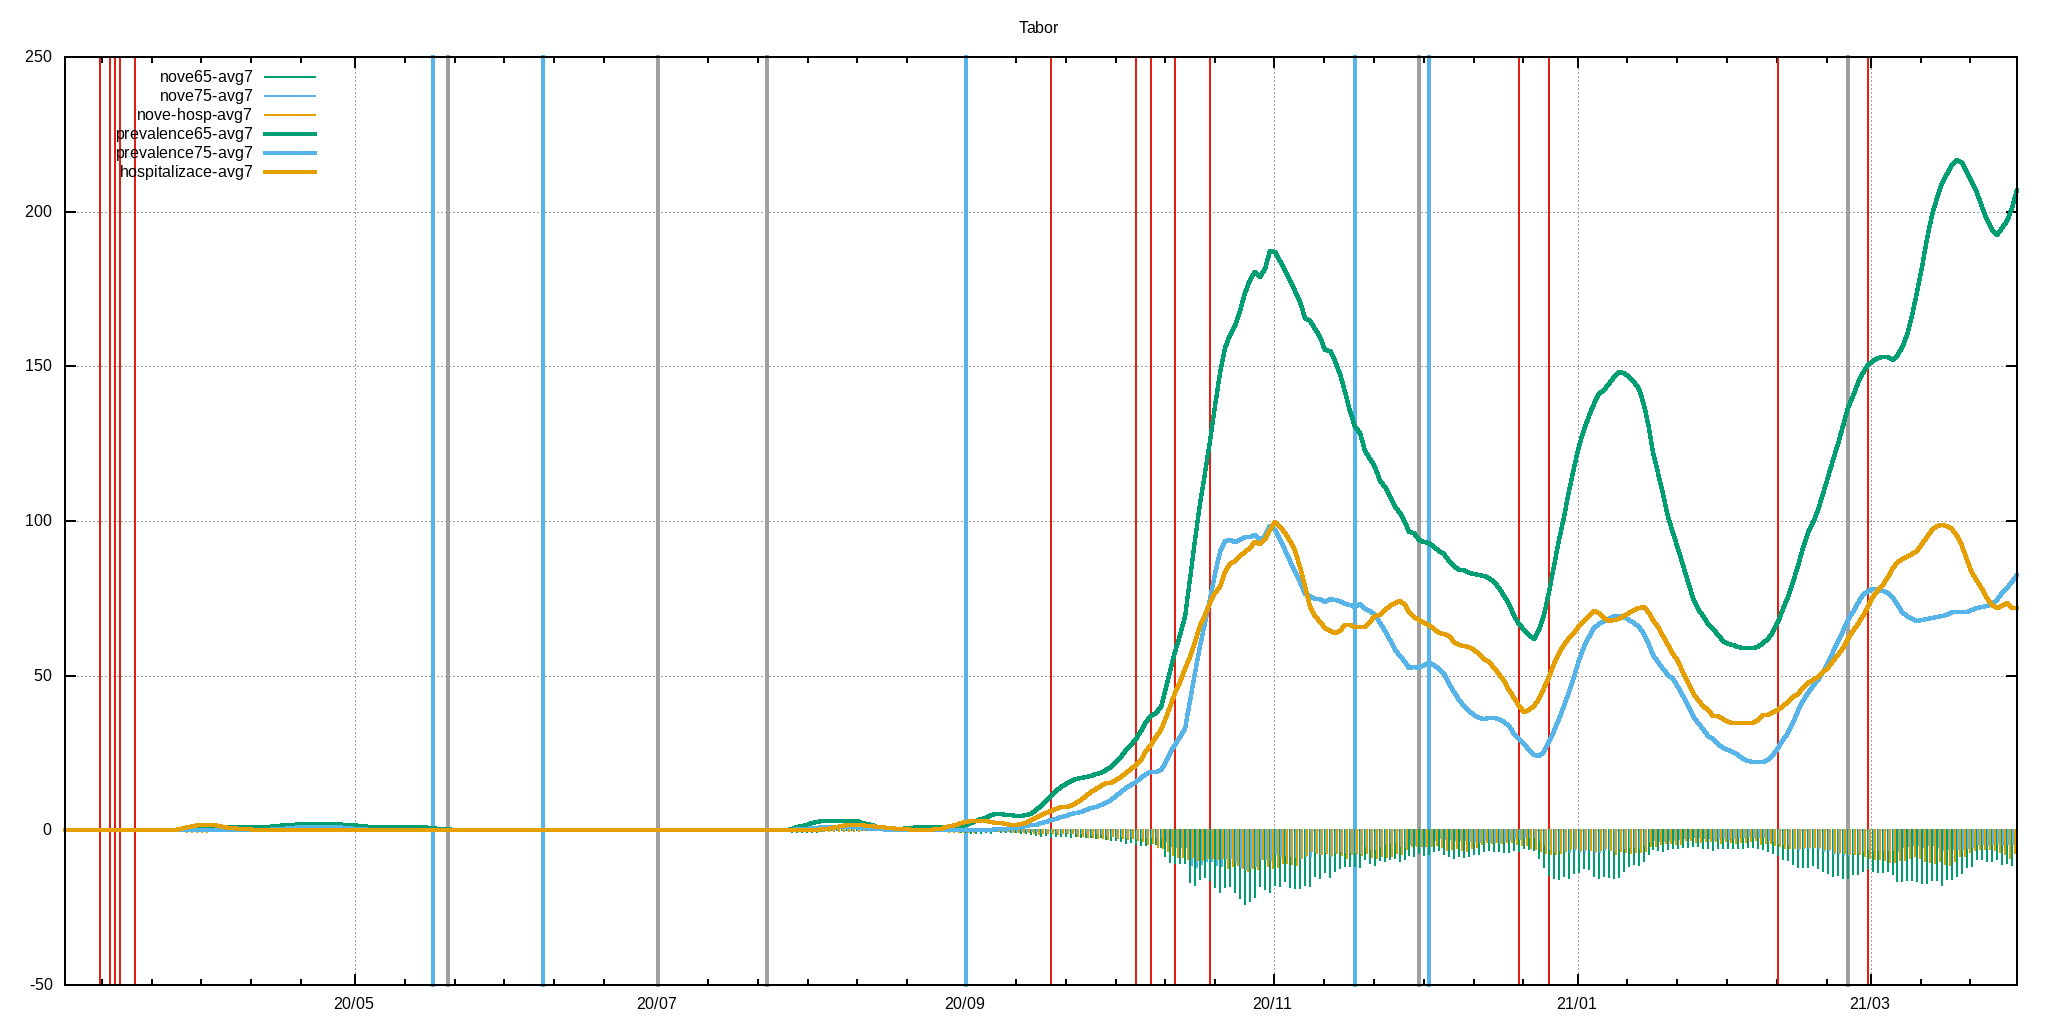 Tabor
250
200
150
100
50
0
-50
nove65-avg7
nove75-avg7
nove-hosp-avg7
prevalence65-avg7
prevalence75-avg7
hospitalizace-avg7
20/05 20/07 20/09 20/11 21/01 21/03